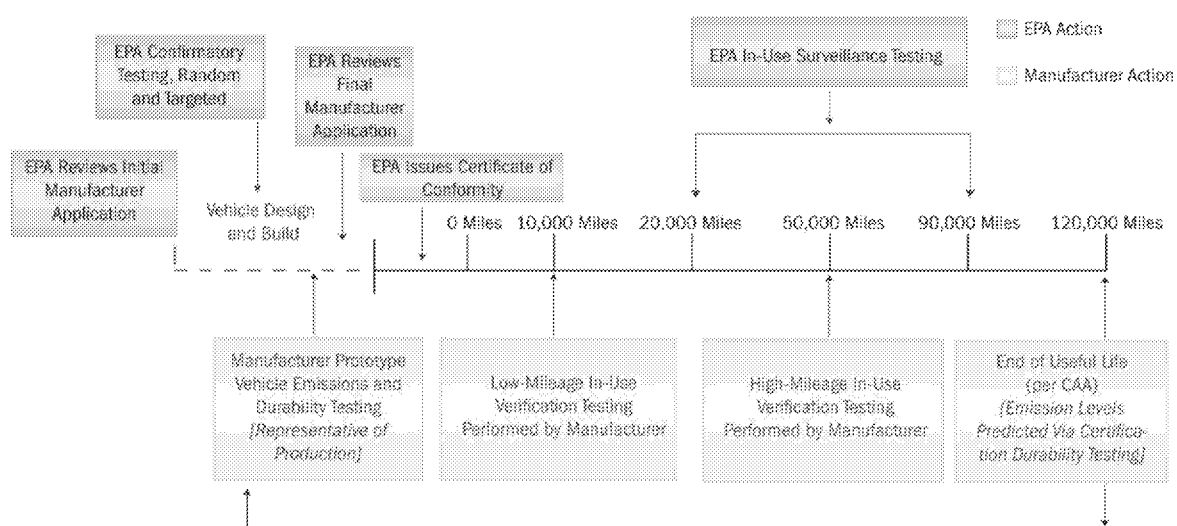 EPA Action
Manufacturer Action
EPA In-Use Surveillance Testing
EPA Confirmatory
Testing, Random
and Targeted
EPA Reviews
Final
Manufacturer
Application
EPA Reviews Initial
Manufacturer
Application
EPA Issues Certificate of
Conformity
Vehicle Design
and Build
0 Miles 10,000 Miles 20,000 Miles 50,000 Miles 90,000 Miles 120,000 Miles
Manufacturer Prototype
Vehicle Emissions and
Durability Testing
[Representative of
Production]
Low-Mileage In-Use
Verification Testing
Performed by Manufacturer
High-Mileage In-Use
Verification Testing
Performed by Manufacturer
End of Useful Life
(per CAA)
[Emission Levels
Predicted Via Certifica-
tion Durability Testing]